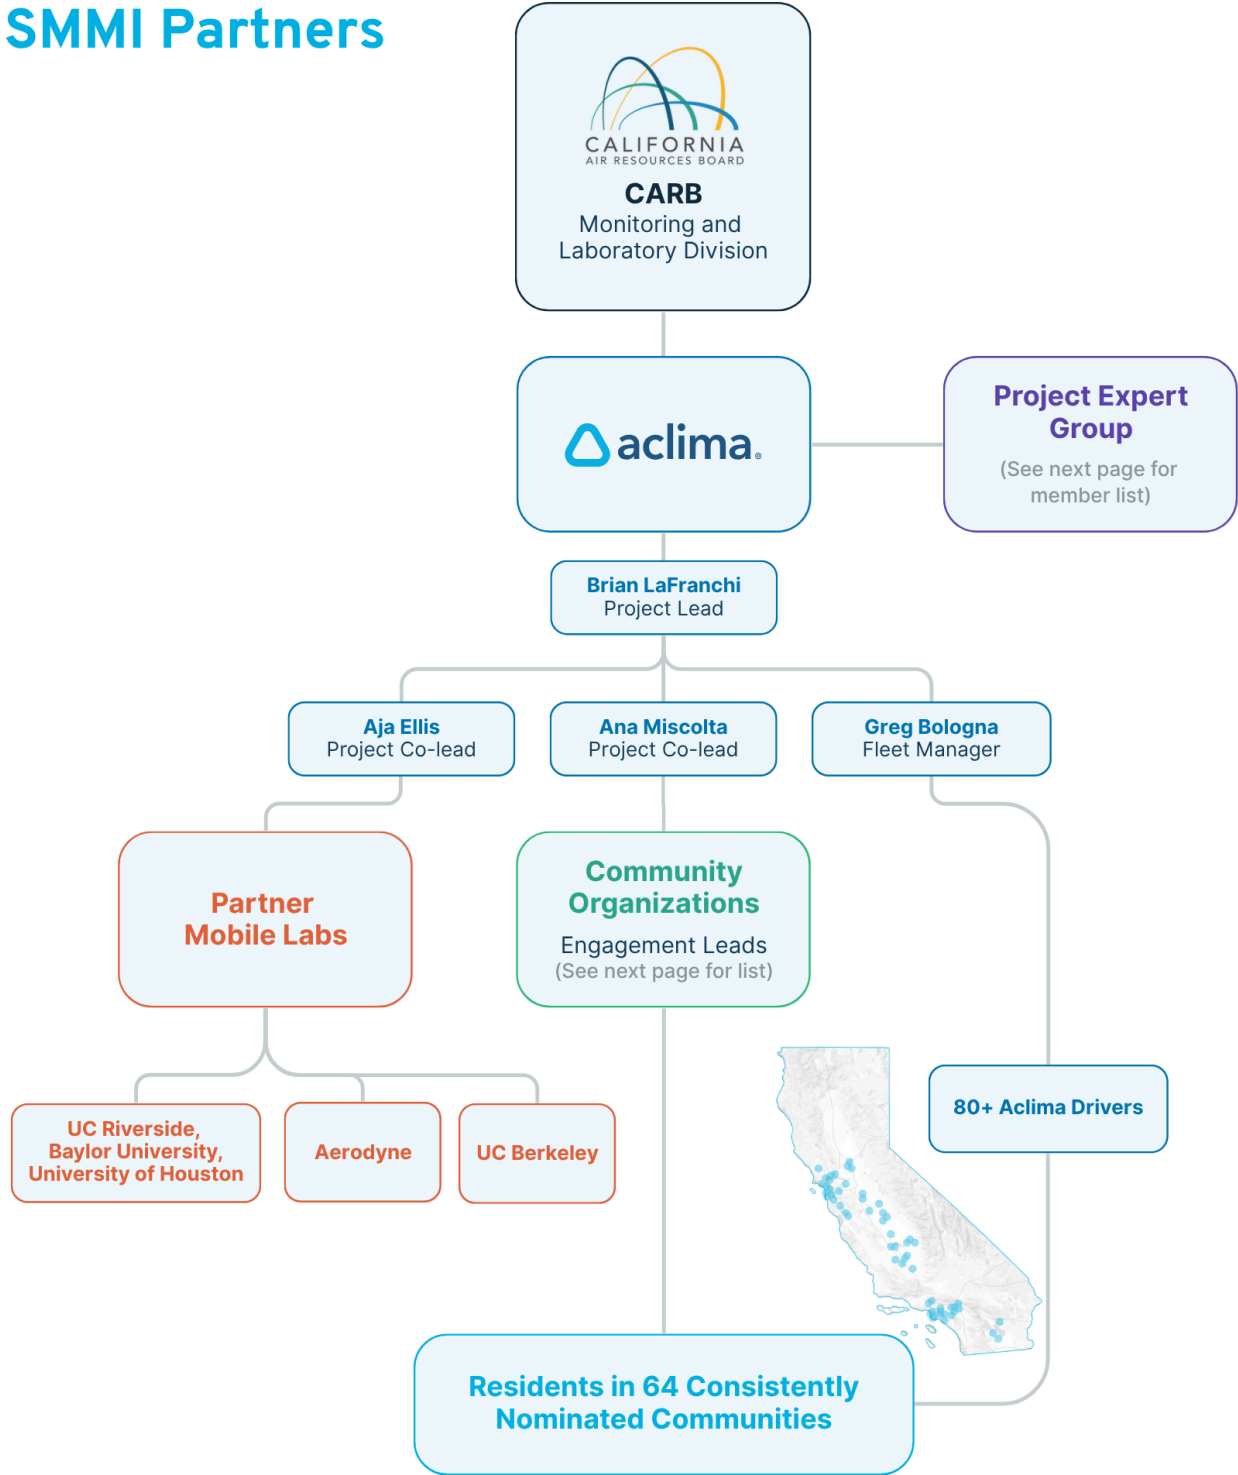 SMMI Partners
CALIFORNIA
AIR RESOURCES BOARD
CARB
Monitoring and
Laboratory Division
aclima®
Project Expert
Group
(See next page for
member list)
Brian LaFranchi
Project Lead
Aja Ellis
Project Co-lead
Ana Miscolta
Project Co-lead
Greg Bologna
Fleet Manager
Partner
Mobile Labs
Community
Organizations
Engagement Leads
(See next page for list)
80+ Aclima Drivers
UC Riverside,
Baylor University,
University of Houston
Aerodyne
UC Berkeley
Residents in 64 Consistently
Nominated Communities